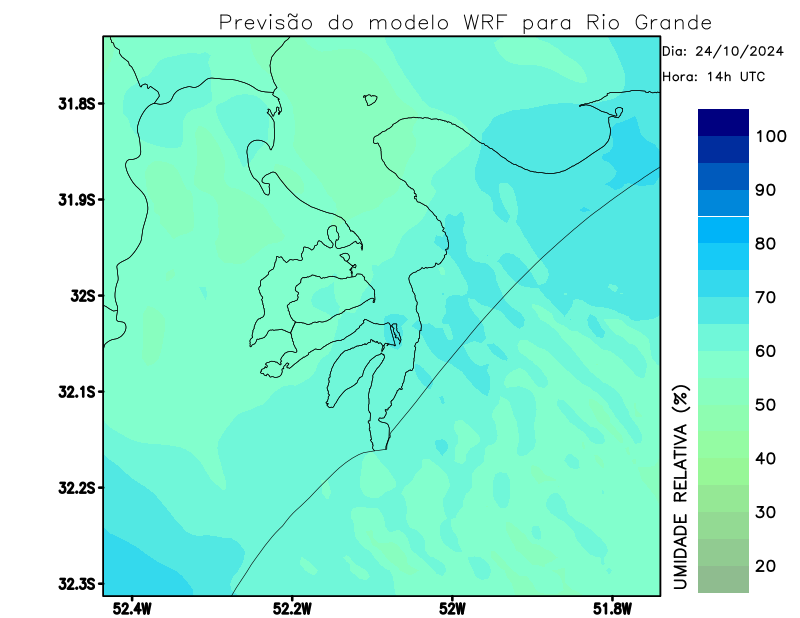 Previsão do modelo WRF para Rio Grande
Dia: 24/10/2024
Hora: 14h UTC
31.8S
31.9S
32S
32.1S
32.2S
32.3S
52.4W
52.2W
52W
51.8W
100
90
80
70
60
50
40
30
20
UMIDADE RELATIVA (%)